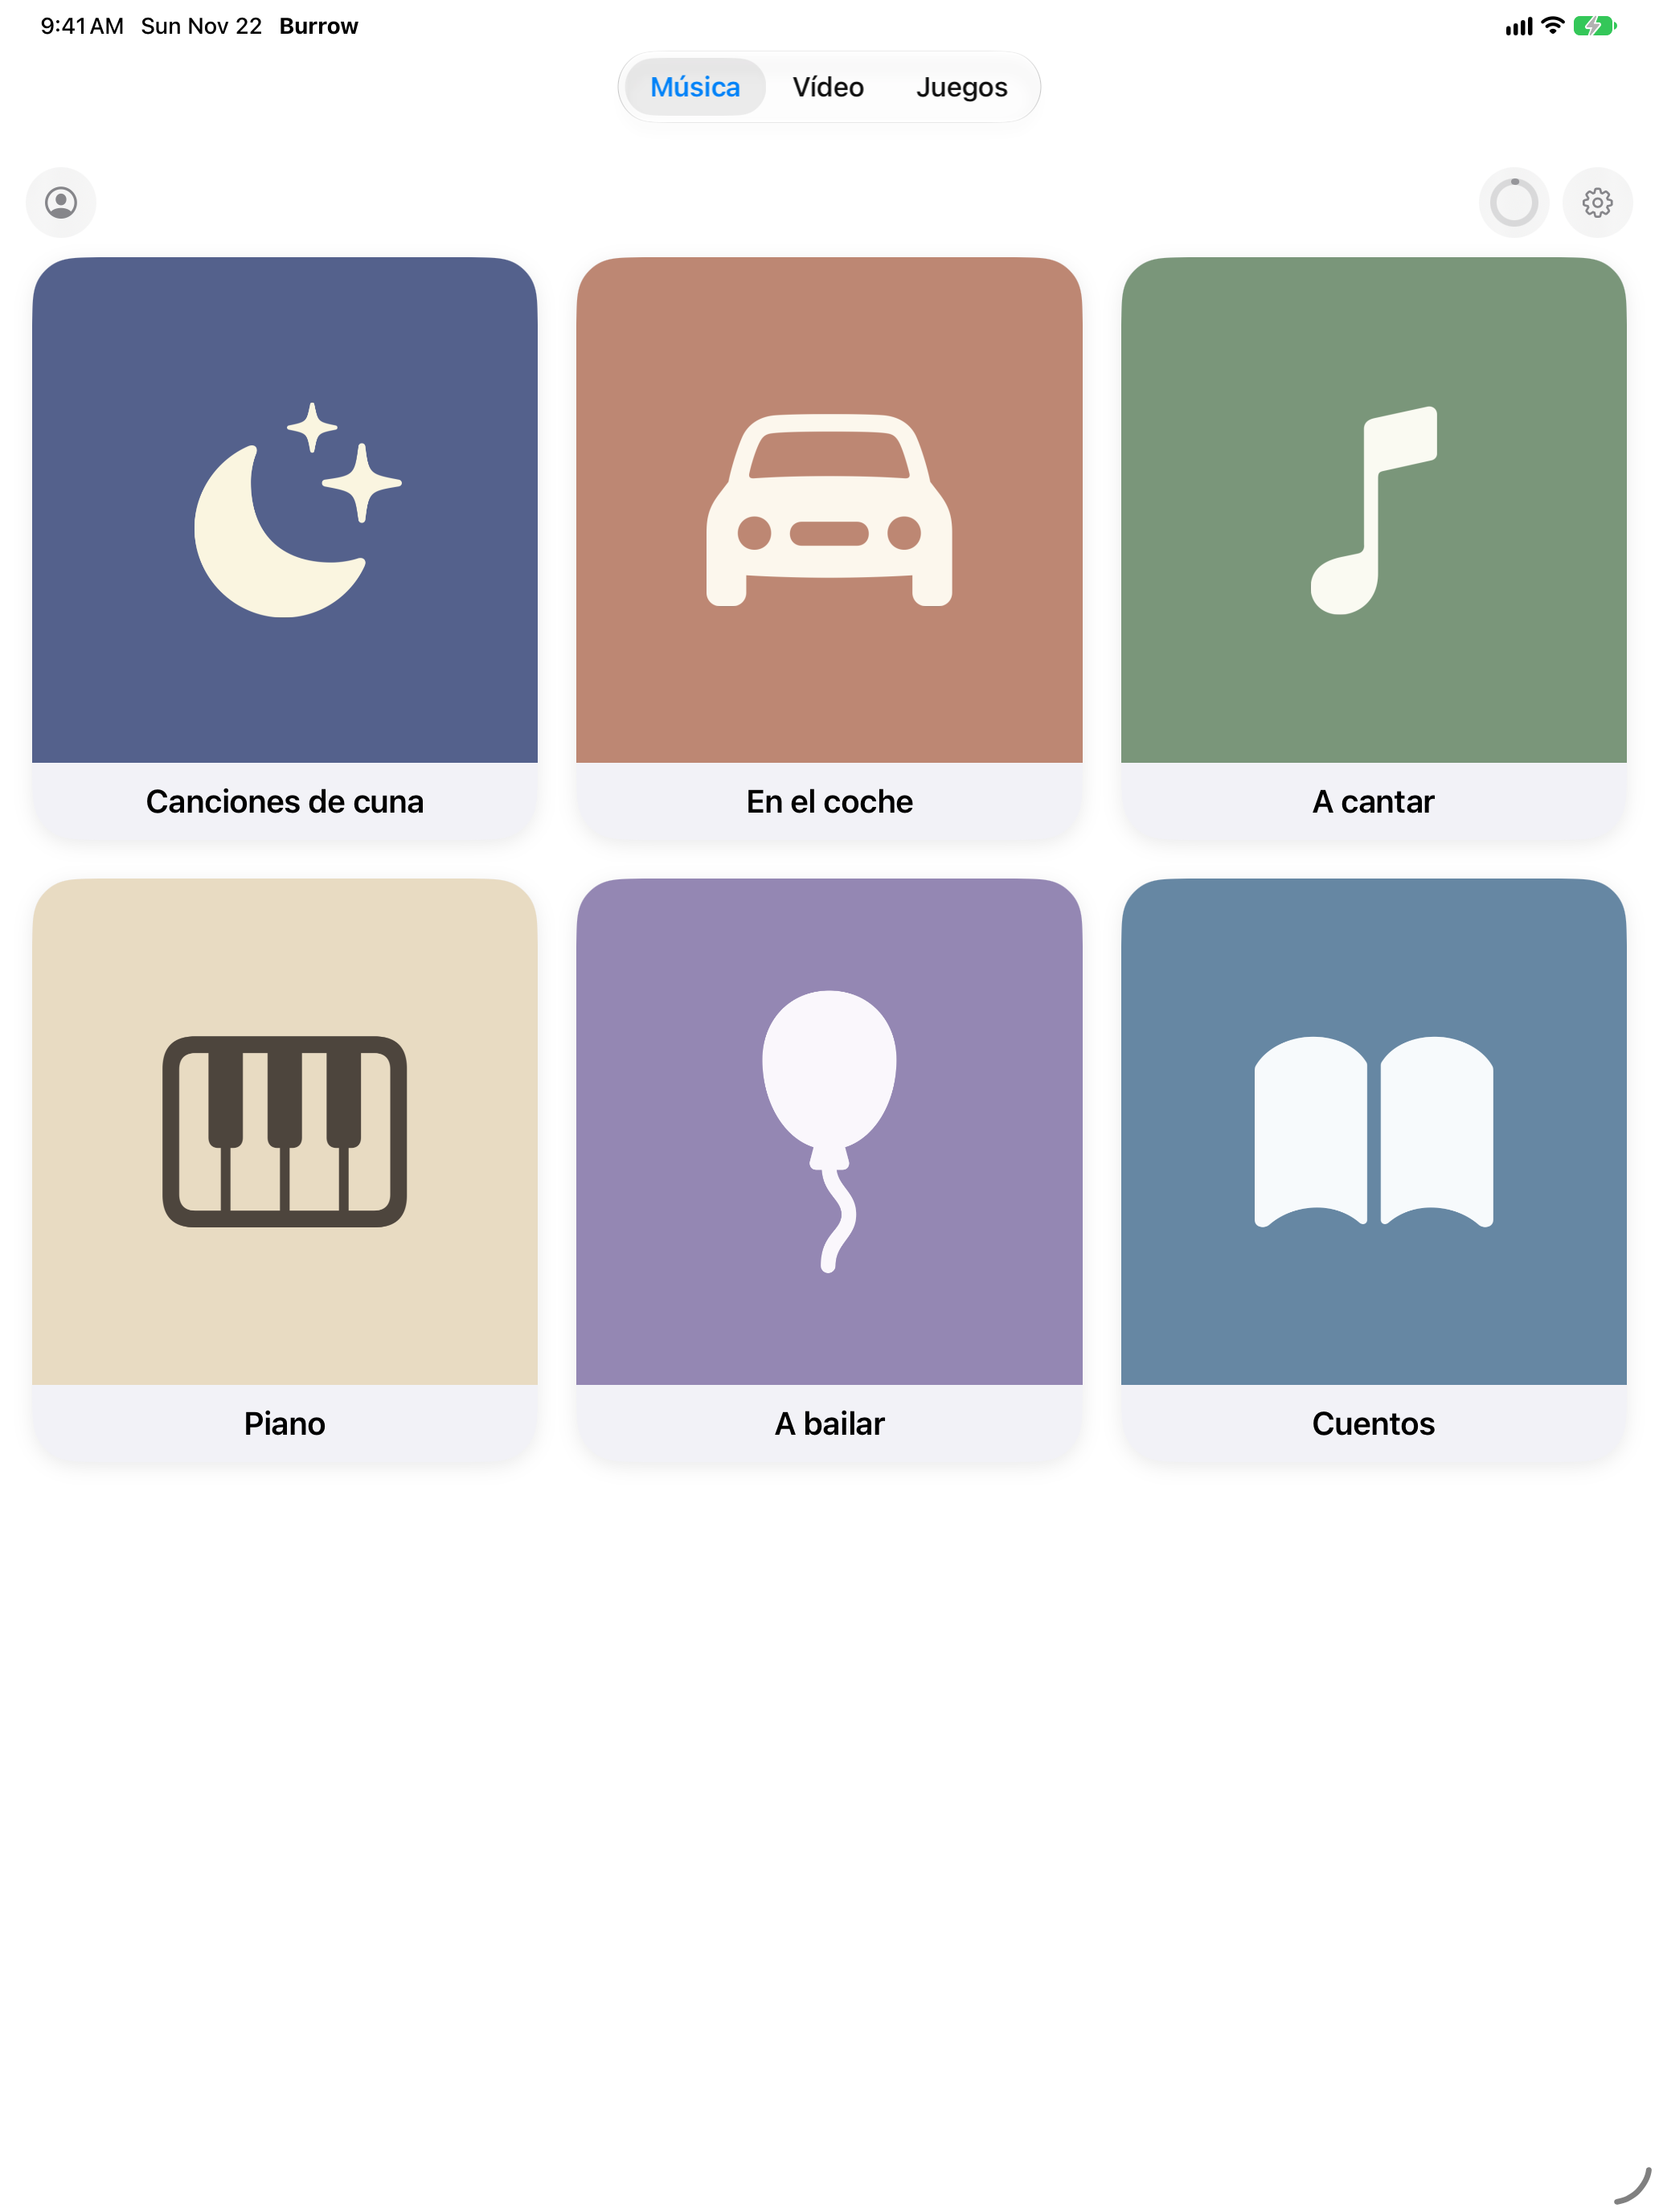 9:41 AM Sun Nov 22 Burrow
Música Vídeo Juegos
Canciones de cuna
En el coche
A cantar
Piano
A bailar
Cuentos